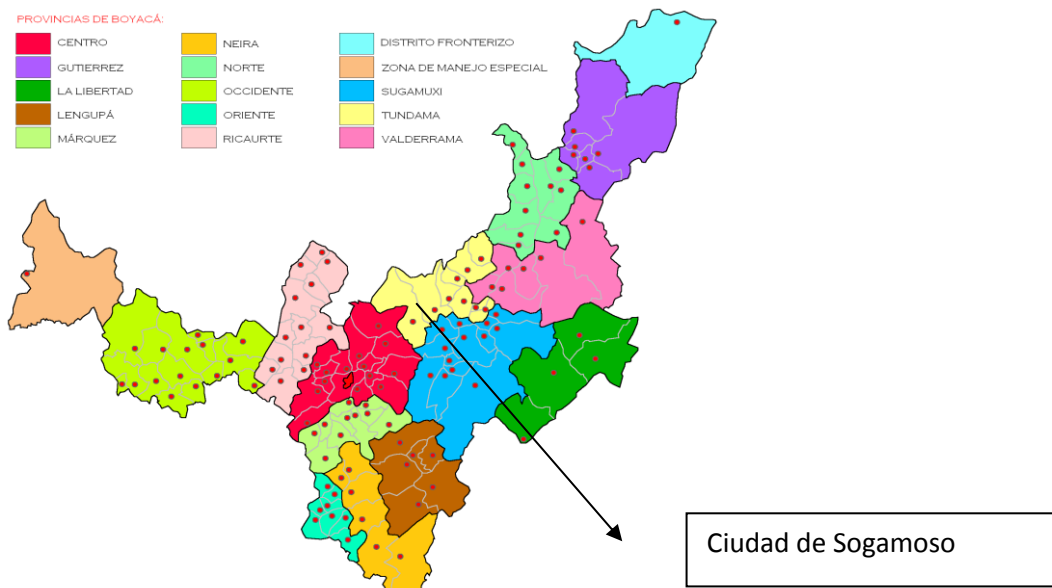 PROVINCIAS DE BOYACÁ:
CENTRO
GUTIERREZ
LA LIBERTAD
LENGUPÁ
MÁRQUEZ
NEIRA
NORTE
OCCIDENTE
ORIENTE
RICAURTE
DISTRITO FRONTERIZO
ZONA DE MANEJO ESPECIAL
SUGAMUXI
TUNDAMA
VALDERRAMA
Ciudad de Sogamoso